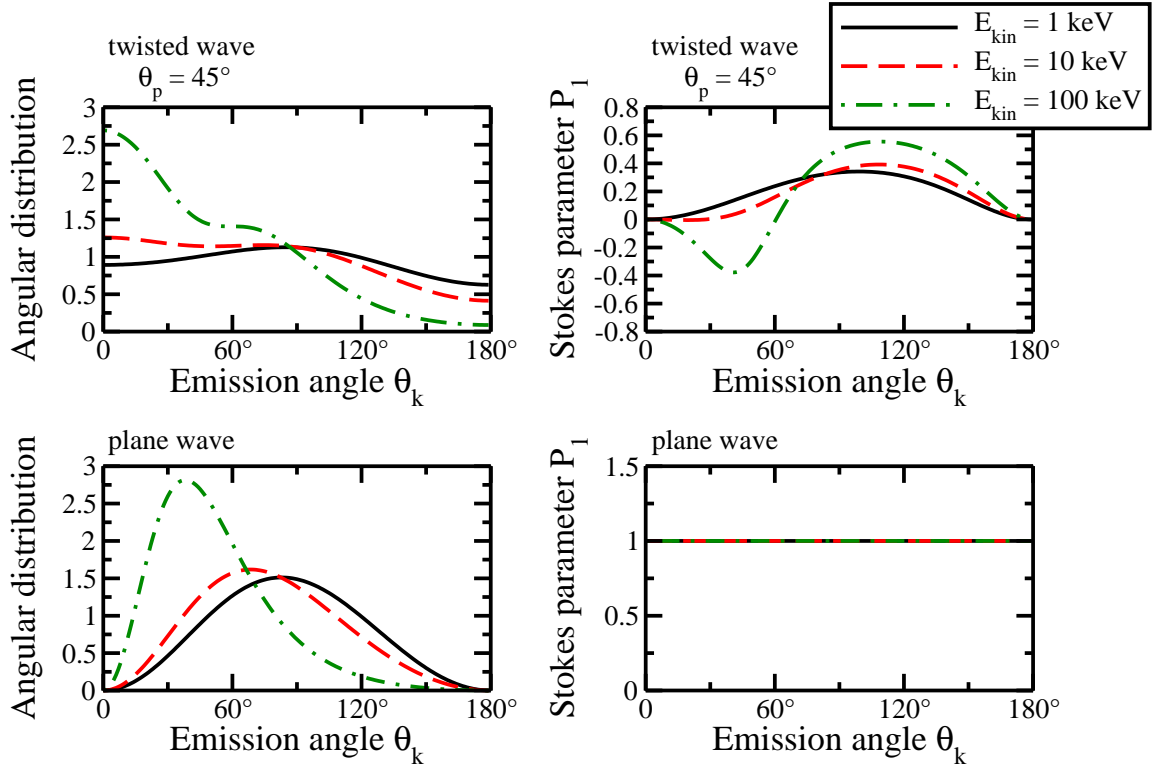 twisted wave
θp = 45°
Angular distribution
3
2.5
2
1.5
1
0.5
0
0 60° 120° 180°
Emission angle θk
twisted wave
θp = 45°
Ekin = 1 keV
Ekin = 10 keV
Ekin = 100 keV
Stokes parameter P1
0.8
0.6
0.4
0.2
0
-0.2
-0.4
-0.6
-0.8
0 60° 120° 180°
Emission angle θk
plane wave
Angular distribution
3
2.5
2
1.5
1
0.5
0
0 60° 120° 180°
Emission angle θk
plane wave
Stokes parameter P1
1.5
1
0.5
0
0 60° 120° 180°
Emission angle θk